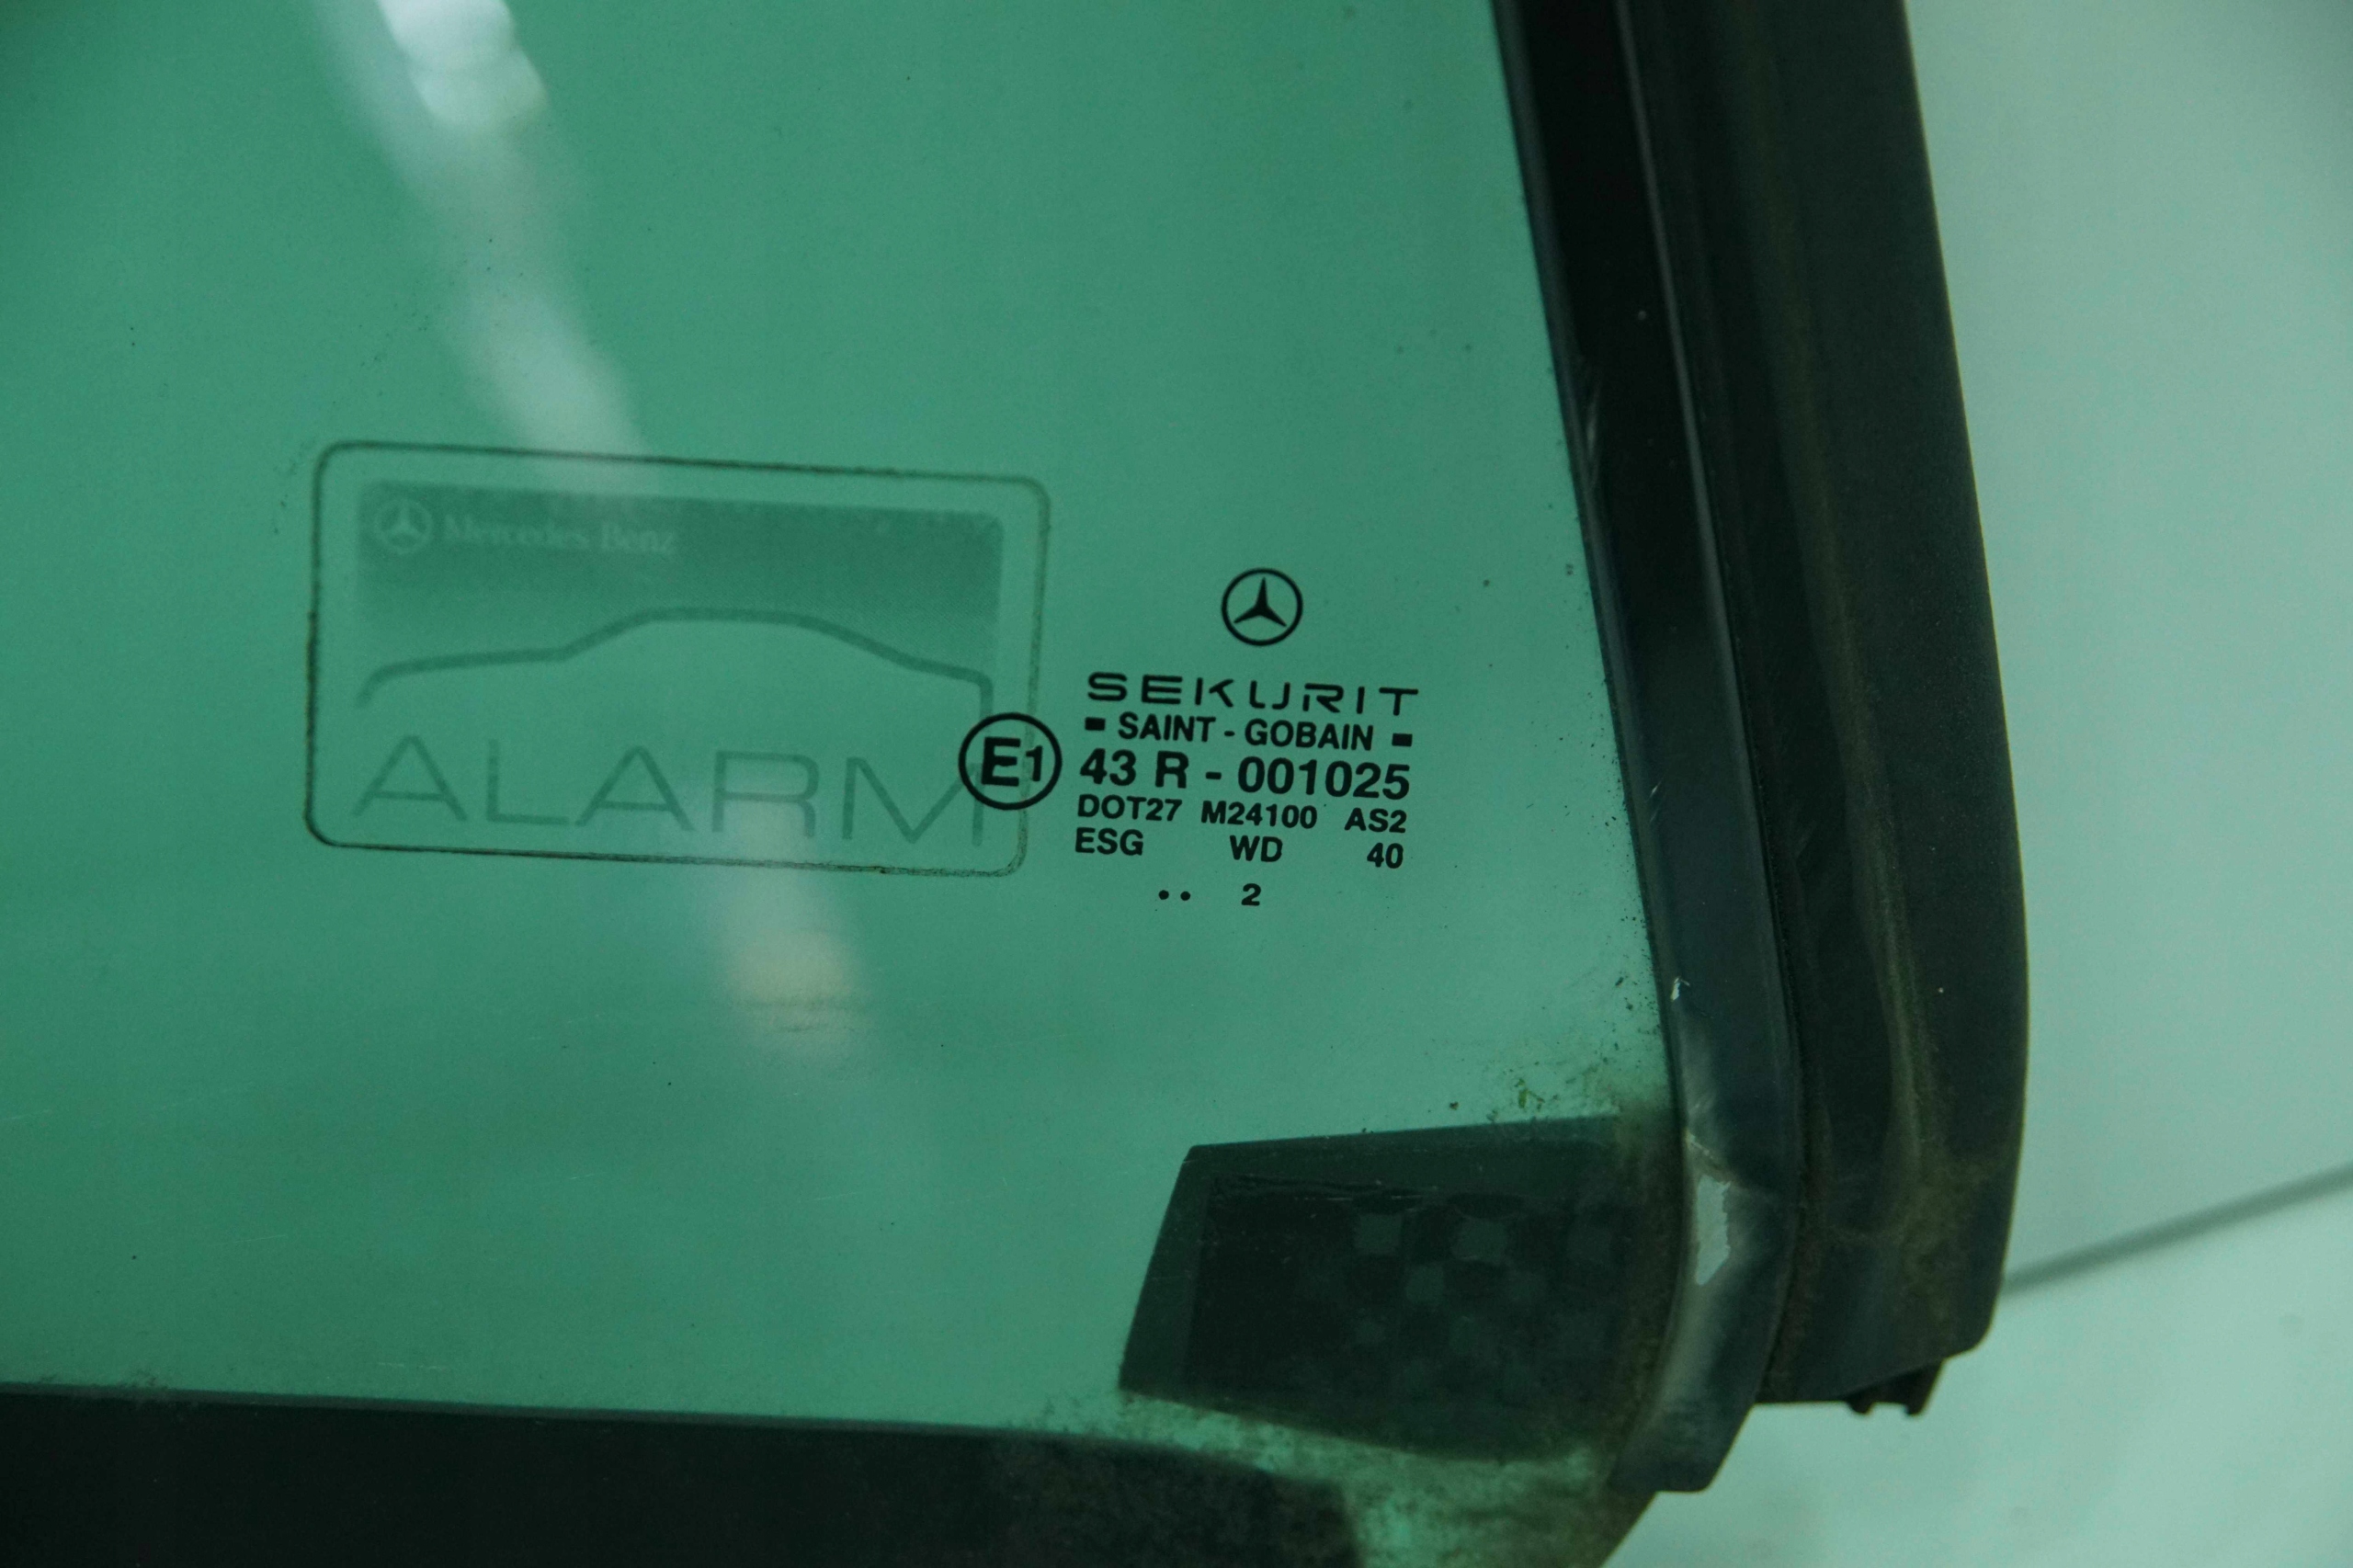 Mercedes-Benz
ALARM
SEKURIT
SAINT - GOBAIN
E1 43 R - 001025
DOT27 M24100 AS2
ESG WD 40
.. 2